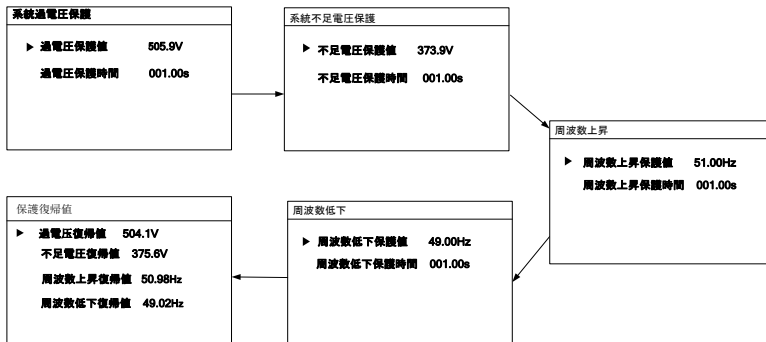 系統過電圧保護
▶ 過電圧保護値 505.9V
過電圧保護時間 001.00s
系統不足電圧保護
▶ 不足電圧保護値 373.9V
不足電圧保護時間 001.00s
周波数上昇
▶ 周波数上昇保護値 51.00Hz
周波数上昇保護時間 001.00s
周波数低下
▶ 周波数低下保護値 49.00Hz
周波数低下保護時間 001.00s
保護復帰値
▶ 過電压復帰値 504.1V
不足電圧復帰値 375.6V
周波数上昇復帰値 50.98Hz
周波数低下復帰値 49.02Hz